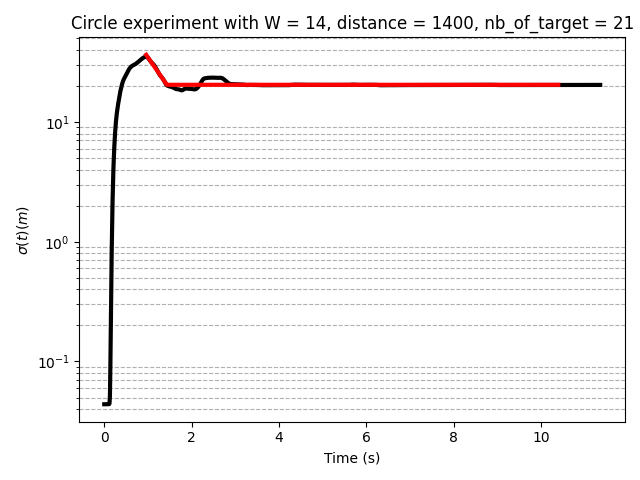 Circle experiment with W = 14, distance = 1400, nb_of_target = 21
σ(t)(m)
10¹
10⁰
10⁻¹
0 2 4 6 8 10
Time (s)